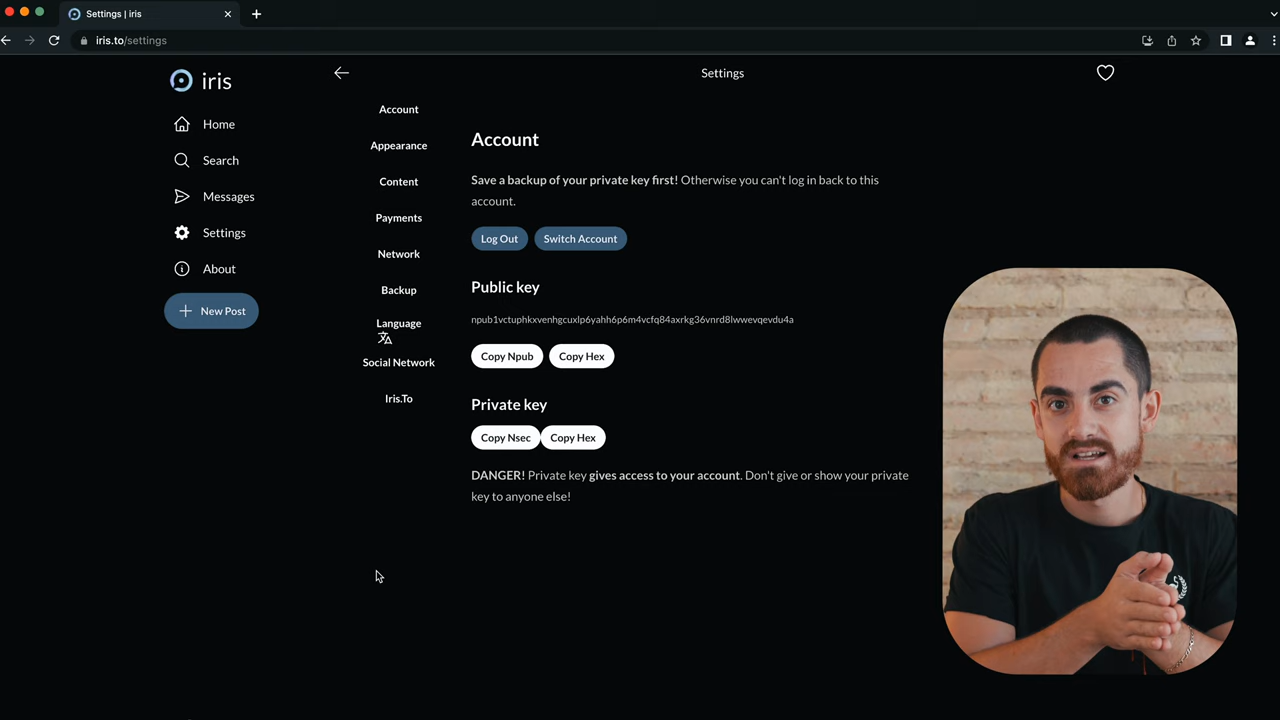 Settings | iris
iris.to/settings
iris
Home
Search
Messages
Settings
About
New Post
Settings
Account
Appearance
Content
Payments
Network
Backup
Language
Social Network
Iris.To
Account
Save a backup of your private key first! Otherwise you can't log in back to this
account.
Log Out
Switch Account
Public key
npub1vctuphkxvenhgcuxlp6yahh6p6m4vcfq84axrkg36vnrd8lwwevqevdu4a
Copy Npub
Copy Hex
Private key
Copy Nsec
Copy Hex
DANGER! Private key gives access to your account. Don't give or show your private
key to anyone else!